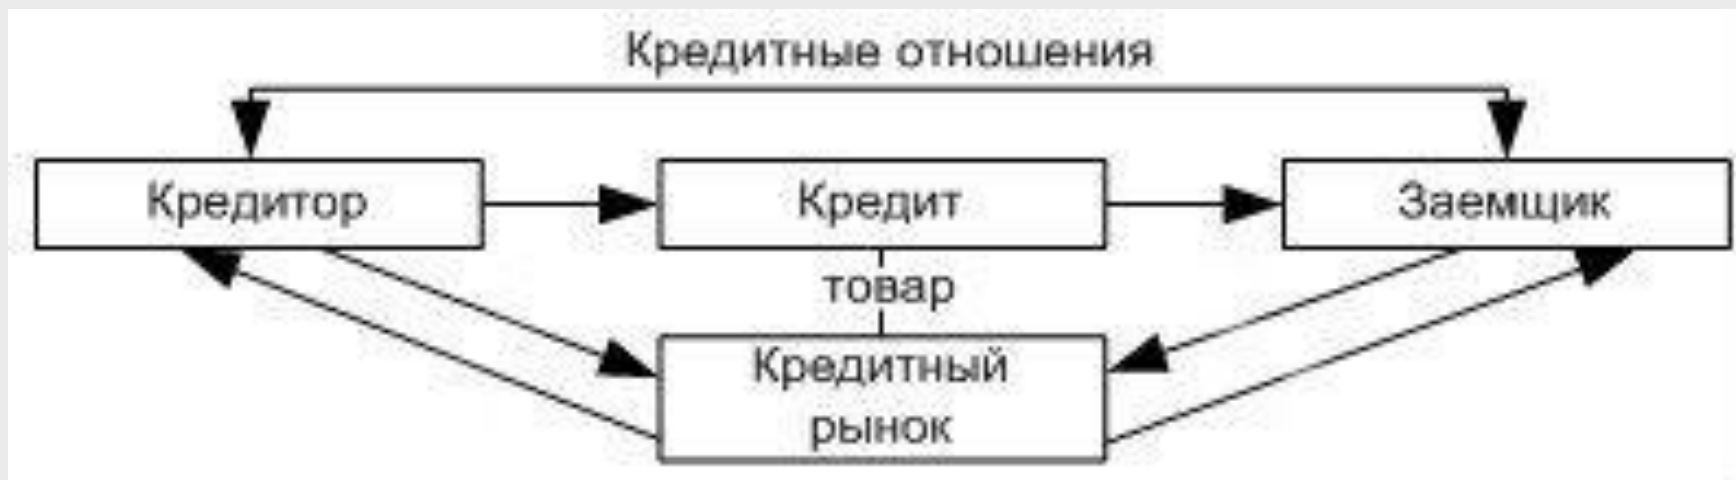 Кредитные отношения
Кредитор
Кредит
Заемщик
товар
Кредитный
рынок